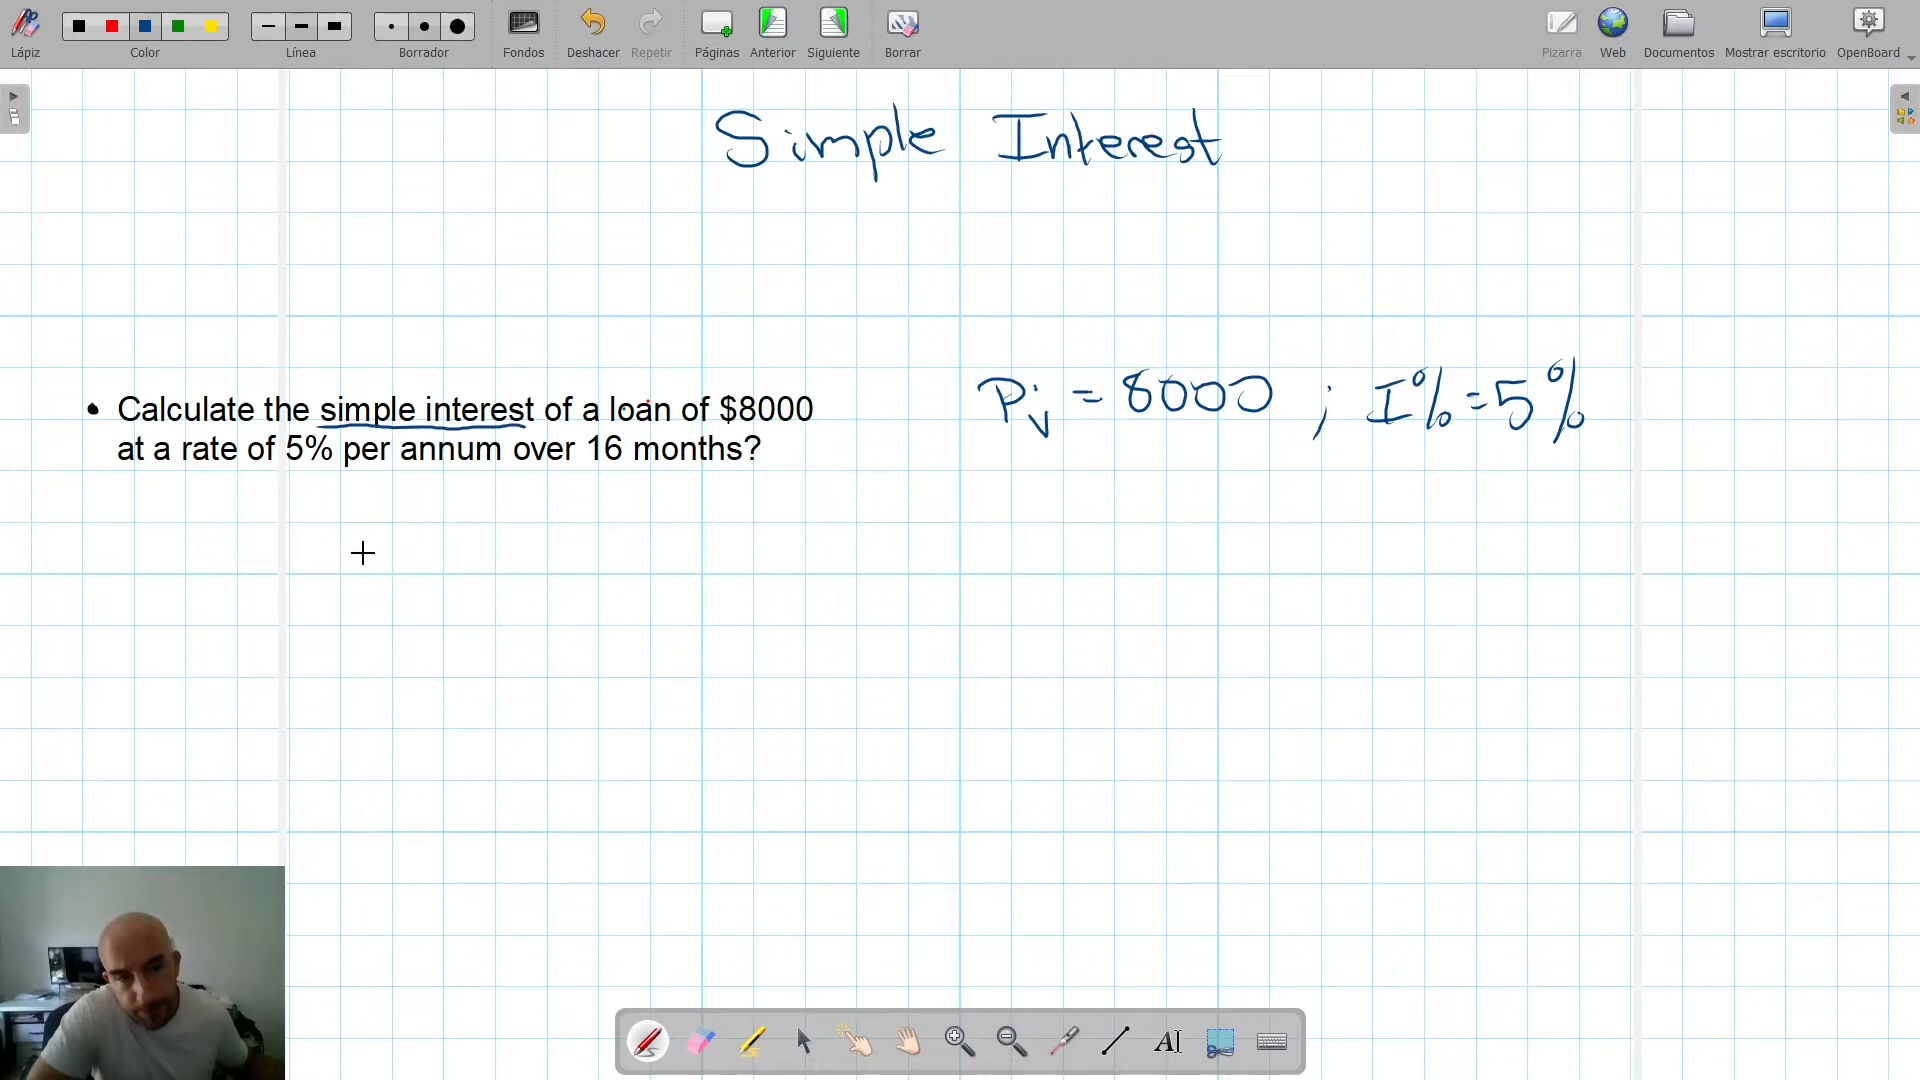 Lápiz
Color
Línea
Borrador
Fondos
Deshacer
Repetir
Páginas
Anterior
Siguiente
Borrar
Pizarra
Web
Documentos
Mostrar escritorio
OpenBoard
Simple Interest
• Calculate the simple interest of a loan of $8000
at a rate of 5% per annum over 16 months?
Pv = 8000 ; I% = 5%